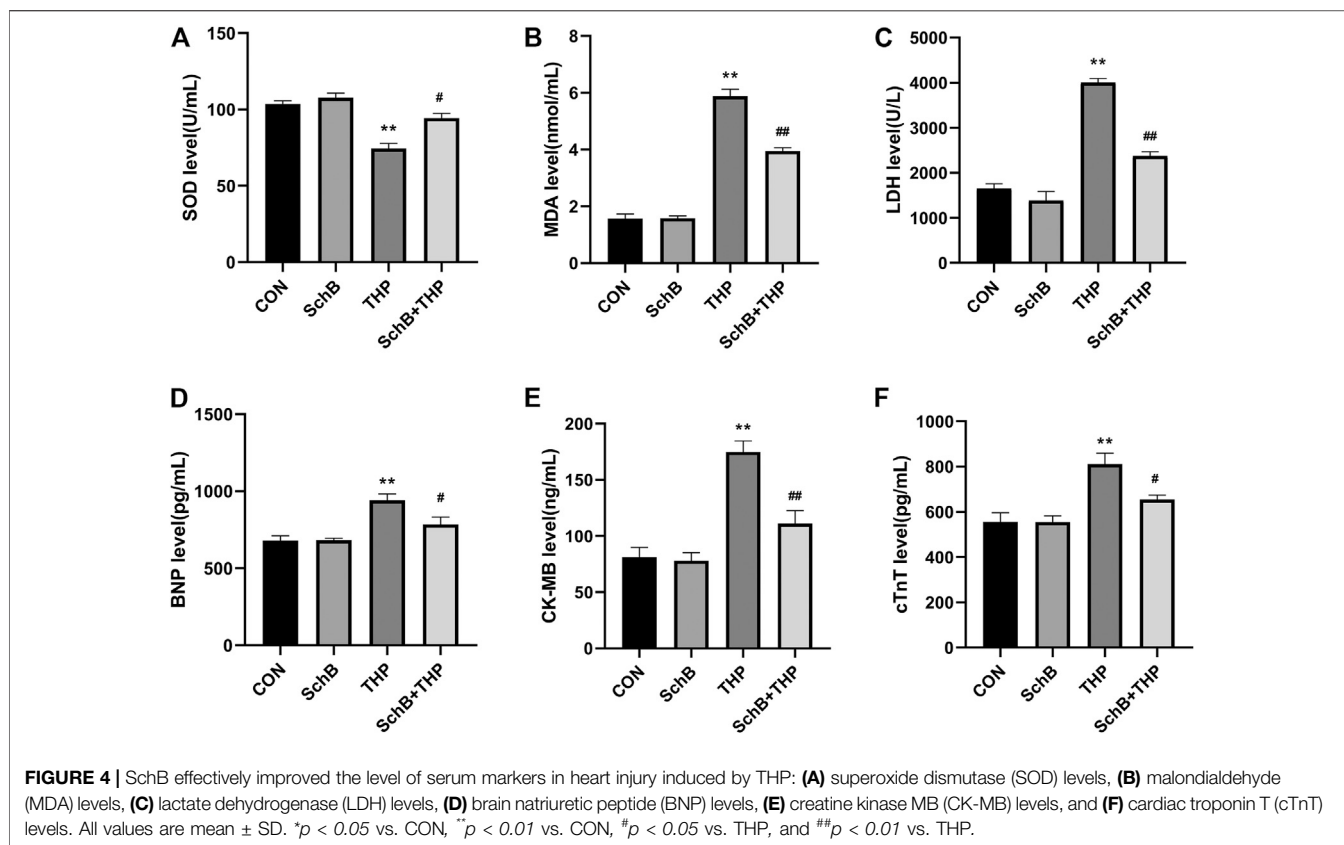 A
SOD level(U/mL)
150
100
50
0
**
#
CON
SchB
THP
SchB+THP
B
MDA level(nmol/mL)
8
6
4
2
0
**
##
CON
SchB
THP
SchB+THP
C
LDH level(U/L)
5000
4000
3000
2000
1000
0
**
##
CON
SchB
THP
SchB+THP
D
BNP level(pg/mL)
1500
1000
500
0
**
#
CON
SchB
THP
SchB+THP
E
CK-MB level(ng/mL)
200
150
100
50
0
**
##
CON
SchB
THP
SchB+THP
F
cTnT level(pg/mL)
1000
800
600
400
200
0
**
#
CON
SchB
THP
SchB+THP
FIGURE 4 | SchB effectively improved the level of serum markers in heart injury induced by THP: (A) superoxide dismutase (SOD) levels, (B) malondialdehyde
(MDA) levels, (C) lactate dehydrogenase (LDH) levels, (D) brain natriuretic peptide (BNP) levels, (E) creatine kinase MB (CK-MB) levels, and (F) cardiac troponin T (cTnT)
levels. All values are mean ± SD. *p < 0.05 vs. CON, **p < 0.01 vs. CON, #p < 0.05 vs. THP, and ##p < 0.01 vs. THP.